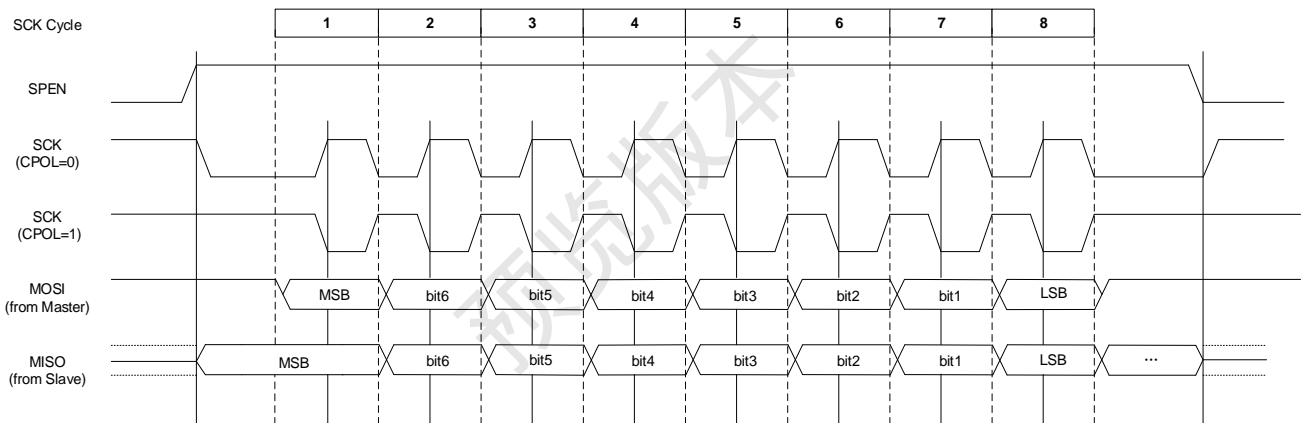 SCK Cycle 1 2 3 4 5 6 7 8
SPEN
SCK
(CPOL=0)
SCK
(CPOL=1)
MOSI
(from Master)
MSB bit6 bit5 bit4 bit3 bit2 bit1 LSB
MISO
(from Slave)
MSB bit6 bit5 bit4 bit3 bit2 bit1 LSB ...
预览版本